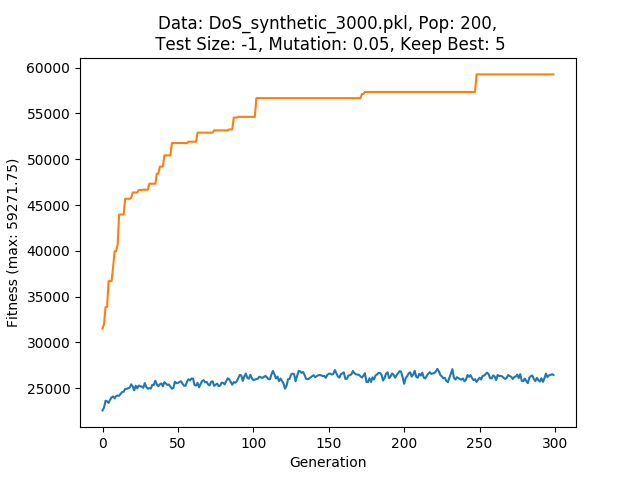 Data: DoS_synthetic_3000.pkl, Pop: 200,
Test Size: -1, Mutation: 0.05, Keep Best: 5
Fitness (max: 59271.75)
60000
55000
50000
45000
40000
35000
30000
25000
0 50 100 150 200 250 300
Generation